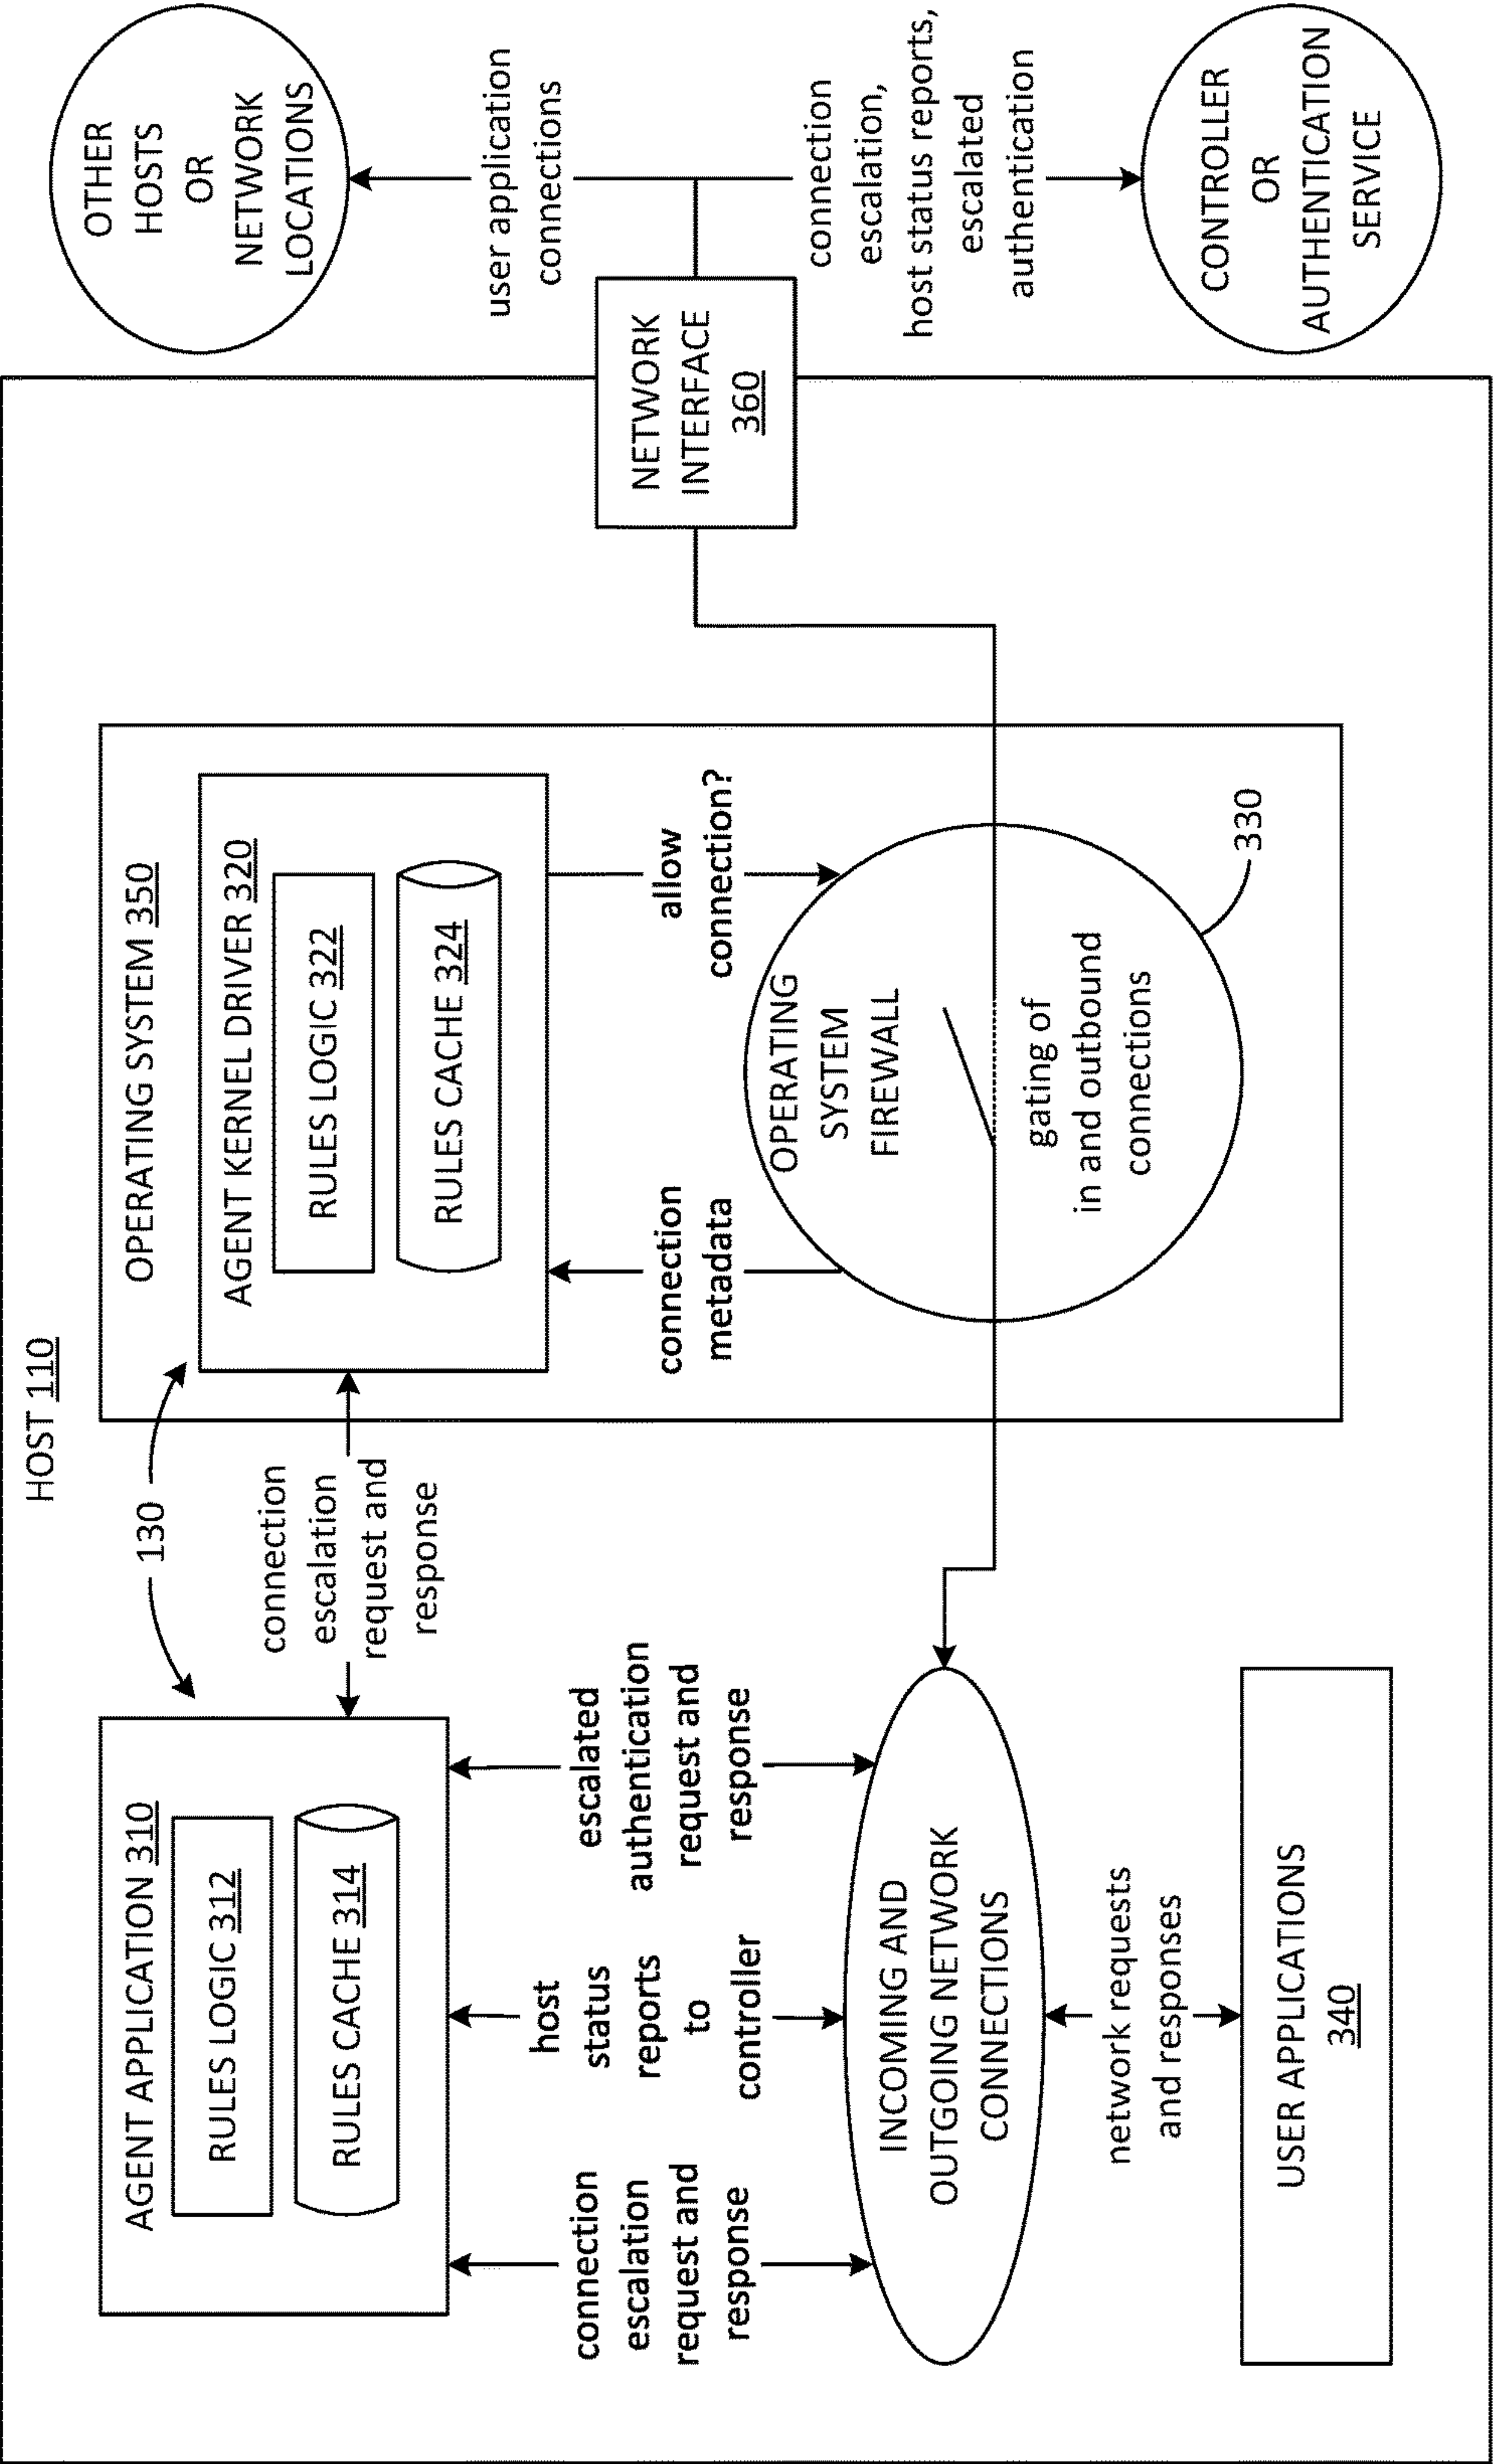 HOST 110
AGENT APPLICATION 310
RULES LOGIC 312
RULES CACHE 314
130
connection
escalation
request and
response
OPERATING SYSTEM 350
AGENT KERNEL DRIVER 320
RULES LOGIC 322
RULES CACHE 324
connection
escalation
request and
response
host
status
reports
to
controller
escalated
authentication
request and
response
connection
metadata
allow
connection?
OPERATING
SYSTEM
FIREWALL
gating of
in and outbound
connections
330
INCOMING AND
OUTGOING NETWORK
CONNECTIONS
network requests
and responses
USER APPLICATIONS
340
NETWORK
INTERFACE
360
OTHER
HOSTS
OR
NETWORK
LOCATIONS
user application
connections
connection
escalation,
host status reports,
escalated
authentication
CONTROLLER
OR
AUTHENTICATION
SERVICE